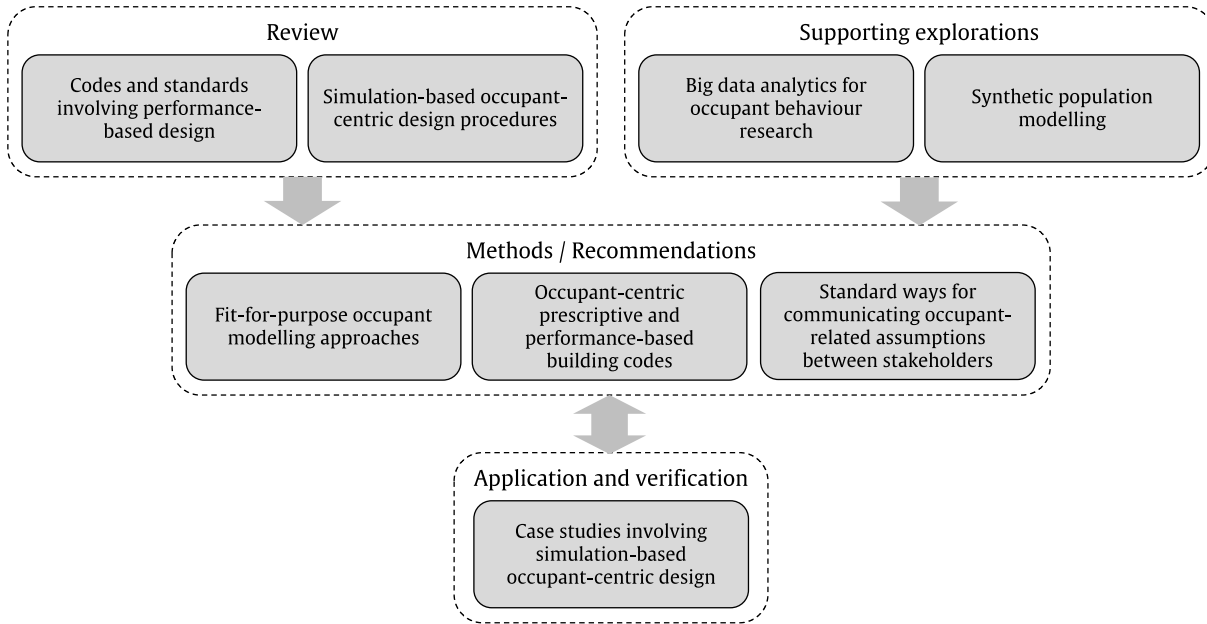 Review
Codes and standards
involving performance-
based design
Simulation-based occupant-
centric design procedures
Supporting explorations
Big data analytics for
occupant behaviour
research
Synthetic population
modelling
Methods / Recommendations
Fit-for-purpose occupant
modelling approaches
Occupant-centric
prescriptive and
performance-based
building codes
Standard ways for
communicating occupant-
related assumptions
between stakeholders
Application and verification
Case studies involving
simulation-based
occupant-centric design